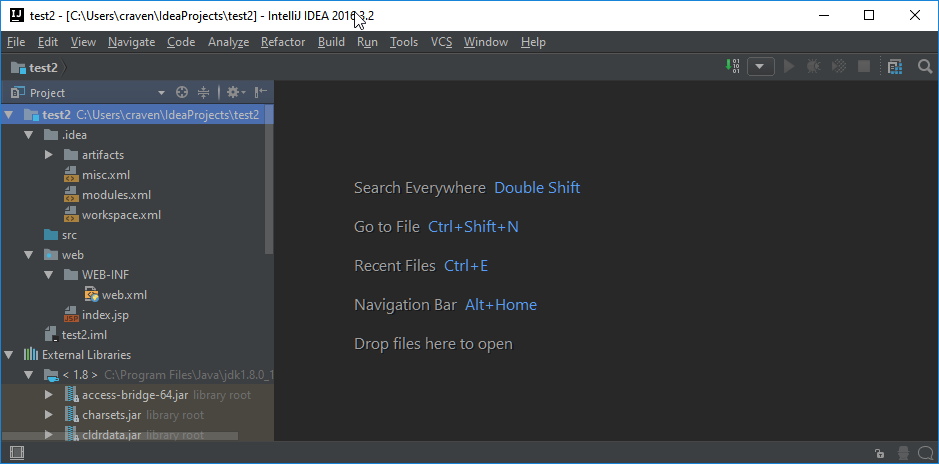 test2 - [C:\Users\craven\IdeaProjects\test2] - IntelliJ IDEA 2016.3.2
File Edit View Navigate Code Analyze Refactor Build Run Tools VCS Window Help
test2
Project
test2 C:\Users\craven\IdeaProjects\test2
.idea
artifacts
misc.xml
modules.xml
workspace.xml
src
web
WEB-INF
web.xml
index.jsp
test2.iml
External Libraries
< 1.8 > C:\Program Files\Java\jdk1.8.0_1
access-bridge-64.jar library root
charsets.jar library root
cldrdata.jar library root
Search Everywhere Double Shift
Go to File Ctrl+Shift+N
Recent Files Ctrl+E
Navigation Bar Alt+Home
Drop files here to open